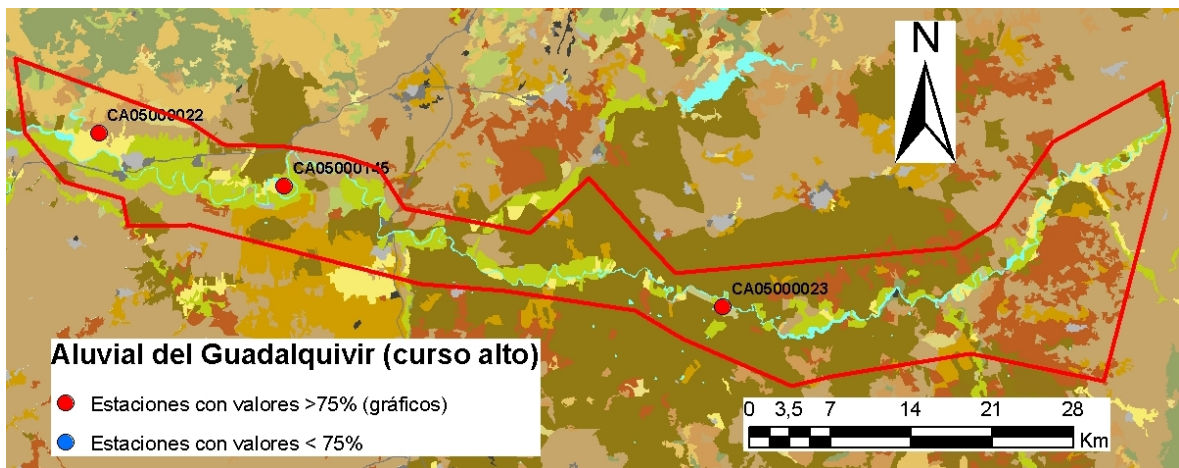 N
CA05000022
CA05000145
CA05000023
Aluvial del Guadalquivir (curso alto)
Estaciones con valores >75% (gráficos)
Estaciones con valores < 75%
0 3,5 7 14 21 28
Km